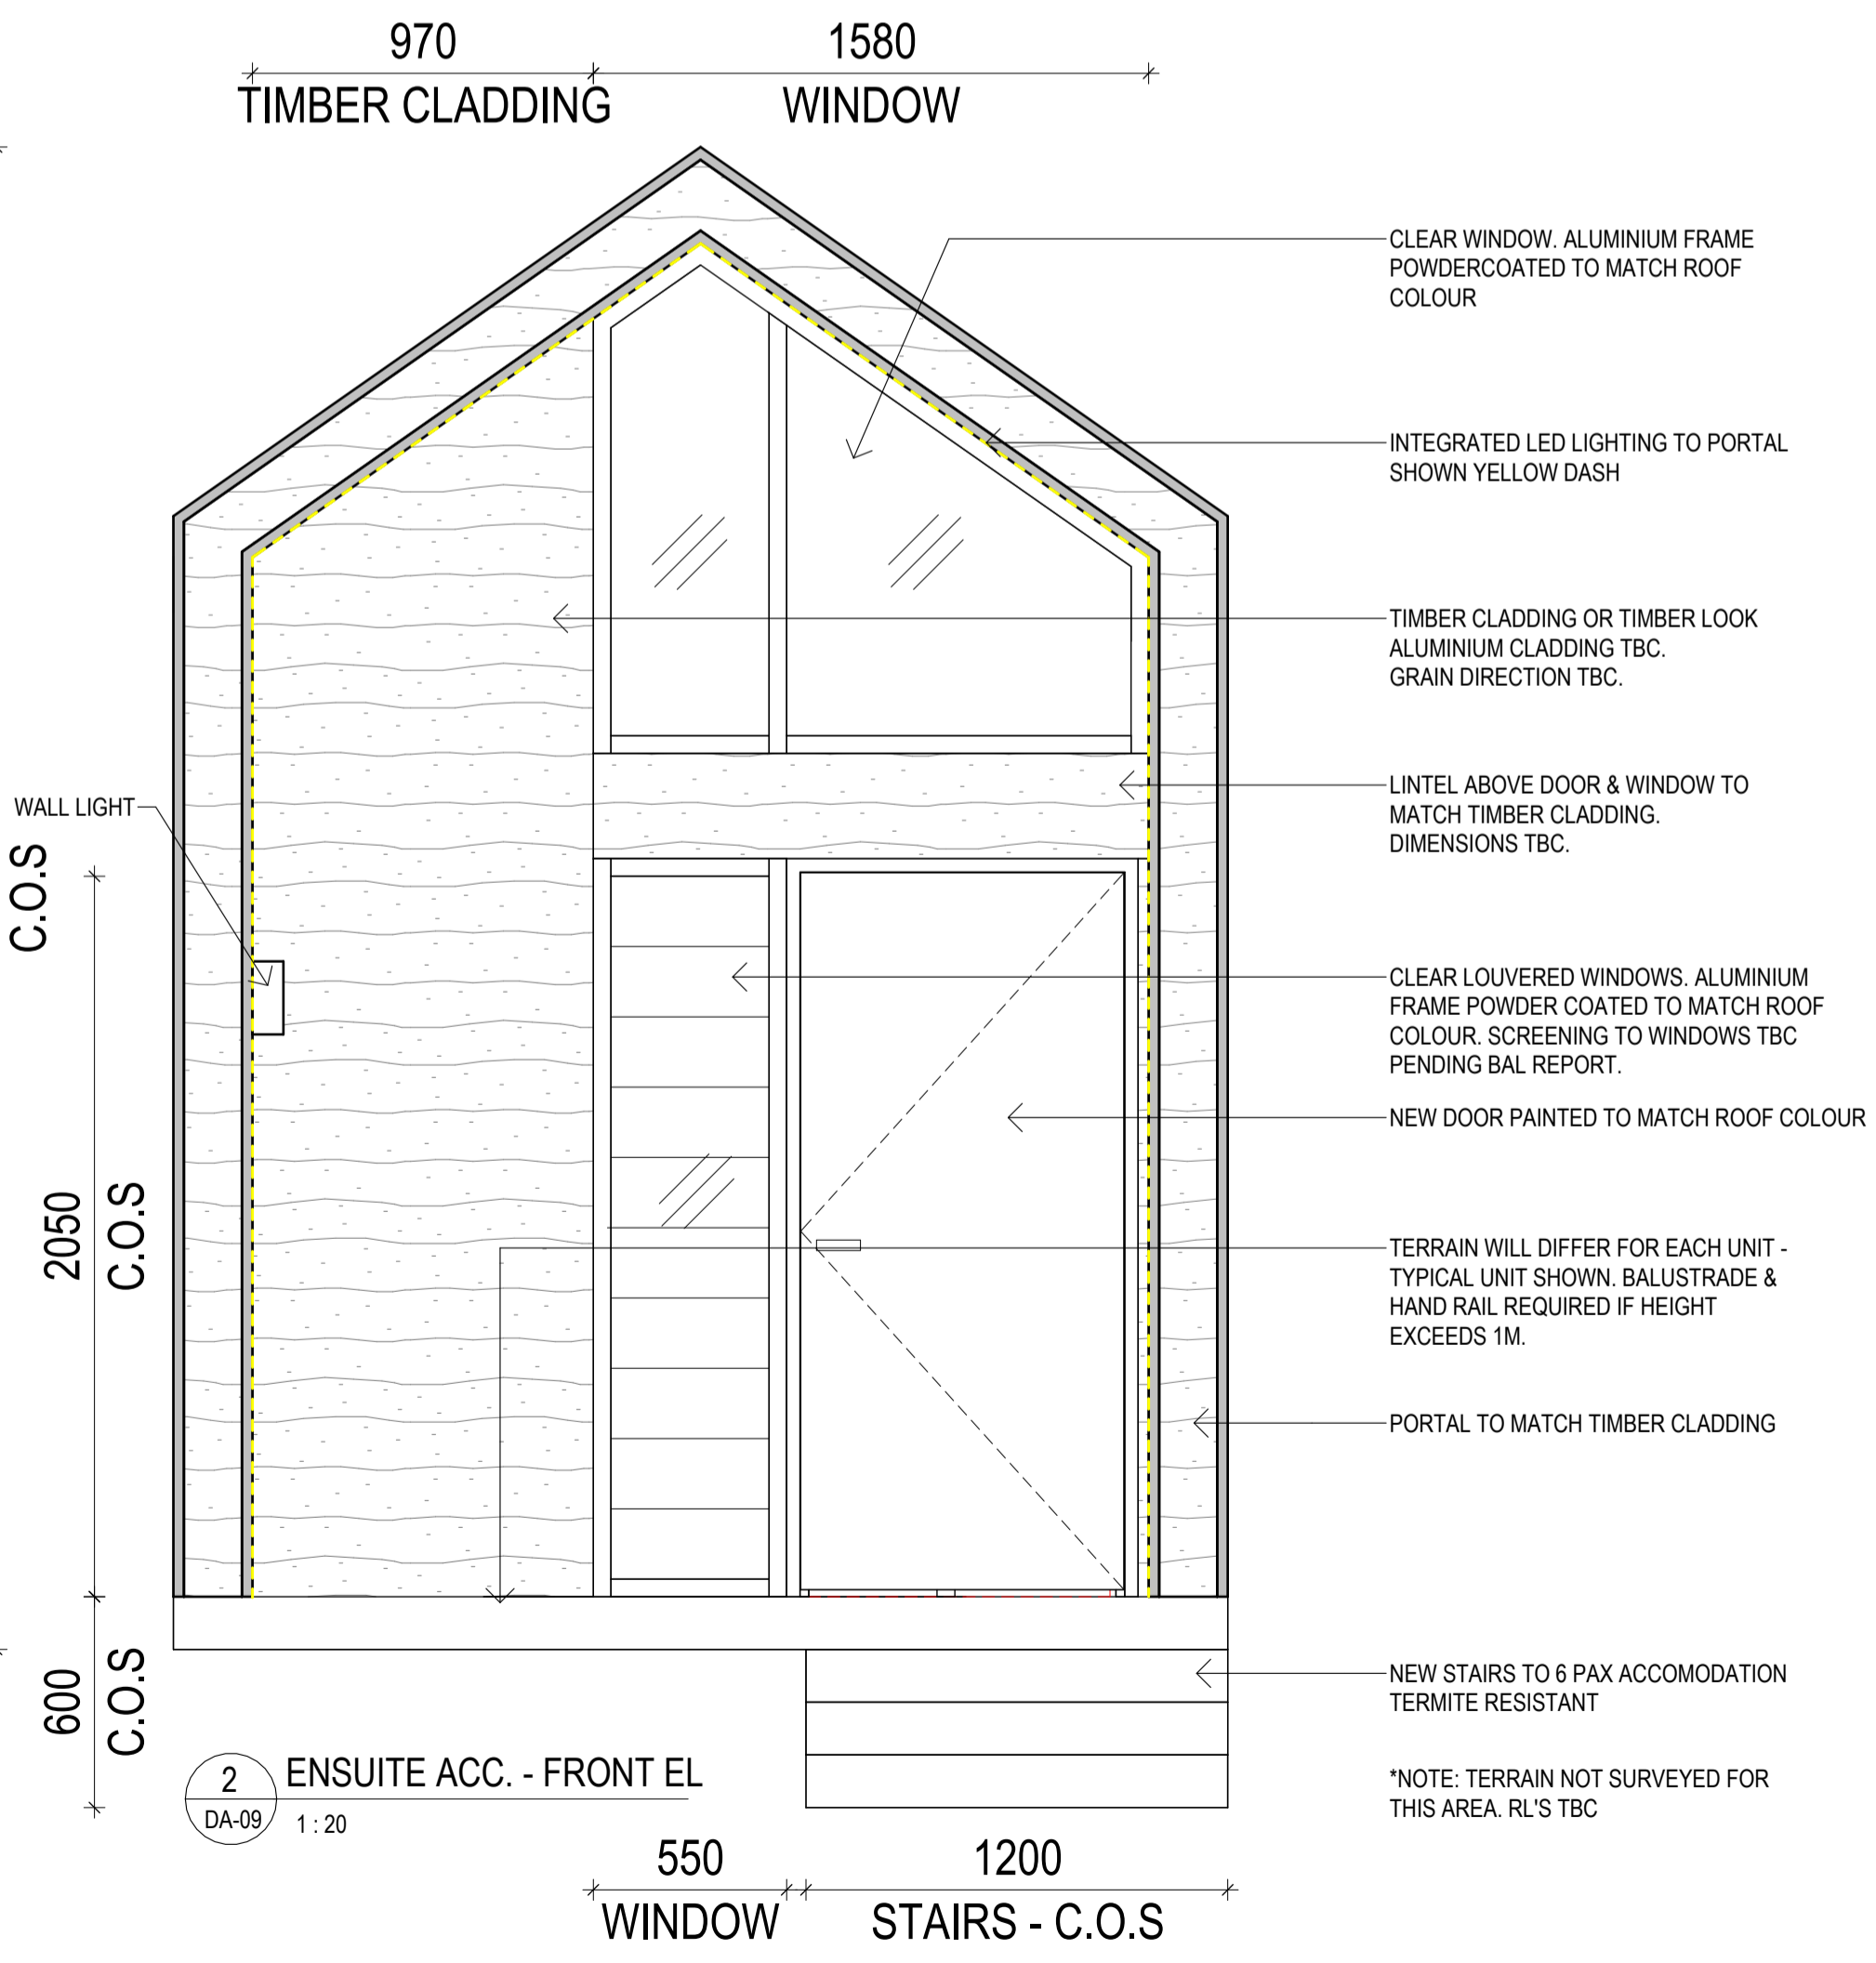 970
1580
TIMBER CLADDING
WINDOW
CLEAR WINDOW. ALUMINIUM FRAME
POWDERCOATED TO MATCH ROOF
COLOUR
INTEGRATED LED LIGHTING TO PORTAL
SHOWN YELLOW DASH
TIMBER CLADDING OR TIMBER LOOK
ALUMINIUM CLADDING TBC.
GRAIN DIRECTION TBC.
LINTEL ABOVE DOOR & WINDOW TO
MATCH TIMBER CLADDING.
DIMENSIONS TBC.
WALL LIGHT
C.O.S
CLEAR LOUVERED WINDOWS. ALUMINIUM
FRAME POWDER COATED TO MATCH ROOF
COLOUR. SCREENING TO WINDOWS TBC
PENDING BAL REPORT.
NEW DOOR PAINTED TO MATCH ROOF COLOUR
2050
C.O.S
TERRAIN WILL DIFFER FOR EACH UNIT -
TYPICAL UNIT SHOWN. BALUSTRADE &
HAND RAIL REQUIRED IF HEIGHT
EXCEEDS 1M.
PORTAL TO MATCH TIMBER CLADDING
600
C.O.S
NEW STAIRS TO 6 PAX ACCOMODATION
TERMITE RESISTANT
*NOTE: TERRAIN NOT SURVEYED FOR
THIS AREA. RL'S TBC
2
ENSUITE ACC. - FRONT EL
DA-09
1 : 20
550
1200
WINDOW
STAIRS - C.O.S